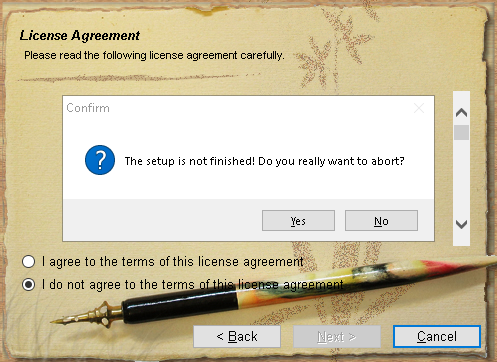 License Agreement
Please read the following license agreement carefully.
Confirm
?
The setup is not finished! Do you really want to abort?
Yes
No
I agree to the terms of this license agreement
I do not agree to the terms of this license agreement
< Back
Next >
Cancel